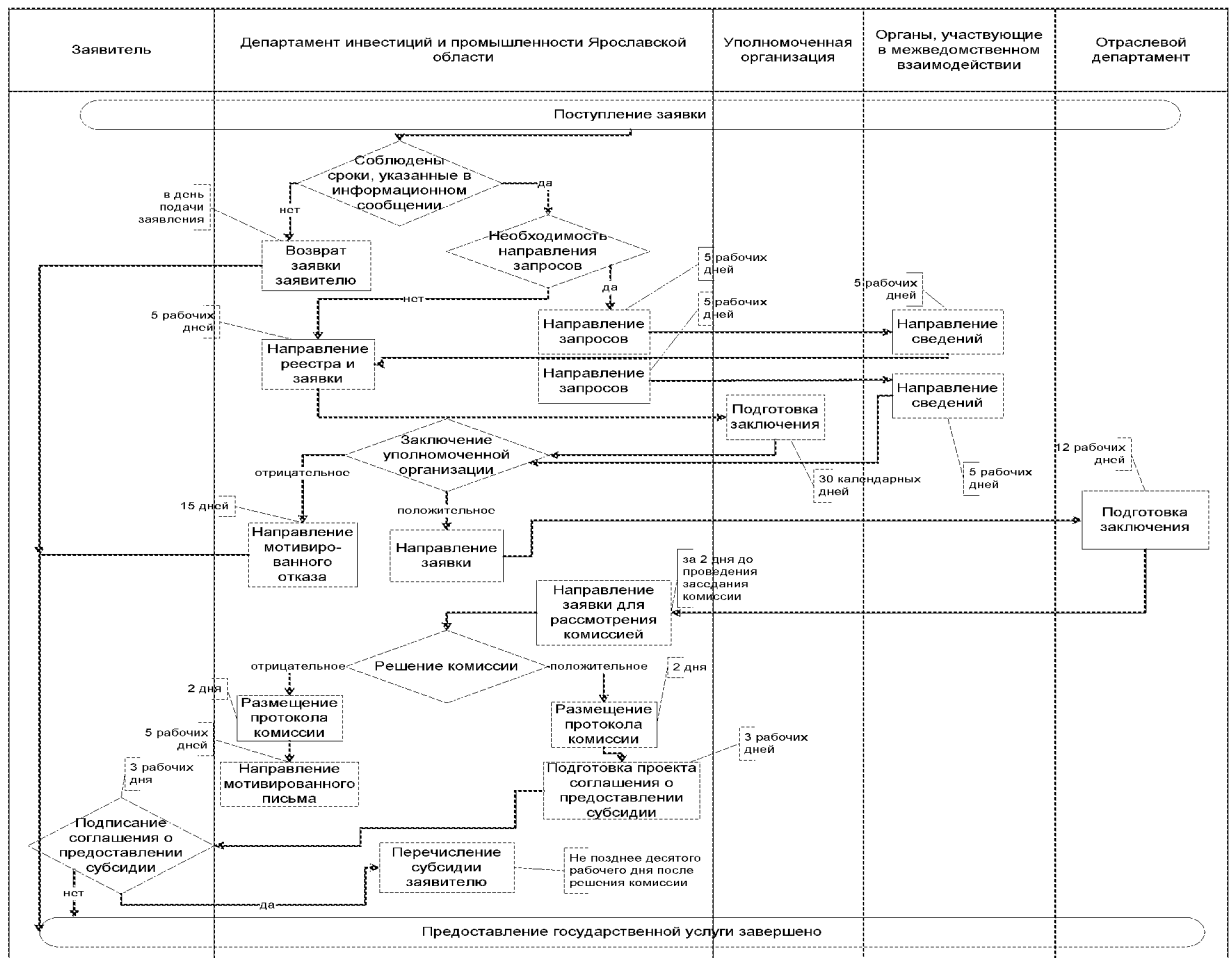 Заявитель
Департамент инвестиций и промышленности Ярославской
области
Уполномоченная
организация
Органы, участвующие
в межведомственном
взаимодействии
Отраслевой
департамент
Поступление заявки
Соблюдены
сроки, указанные в
информационном
сообщении
да
нет
в день
подачи
заявления
Возврат
заявки
заявителю
Необходимость
направления
запросов
нет
да
5 рабочих
дней
5 рабочих
дней
5 рабочих
дней
5 рабочих
дней
Направление
запросов
Направление
сведений
Направление
реестра и
заявки
Направление
запросов
Направление
сведений
Подготовка
заключения
Заключение
уполномоченной
организации
отрицательное
положительное
30 календарных
дней
5 рабочих
дней
12 рабочих
дней
15 дней
Направление
мотивиро-
ванного
отказа
Направление
заявки
Подготовка
заключения
за 2 дня до
проведения
заседания
комиссии
Направление
заявки для
рассмотрения
комиссией
Решение комиссии
отрицательное
положительное
2 дня
2 дня
Размещение
протокола
комиссии
Размещение
протокола
комиссии
5 рабочих
дней
3 рабочих
дней
Направление
мотивированного
письма
Подготовка проекта
соглашения о
предоставлении
субсидии
3 рабочих
дня
Подписание
соглашения о
предоставлении
субсидии
нет
да
Перечисление
субсидии
заявителю
Не позднее десятого
рабочего дня после
решения комиссии
Предоставление государственной услуги завершено